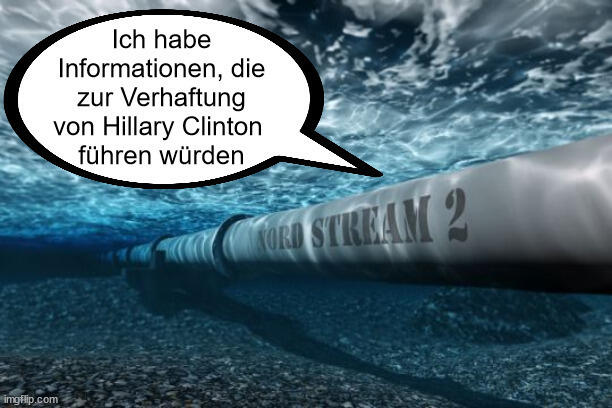 Ich habe
Informationen, die
zur Verhaftung
von Hillary Clinton
führen würden
NORD STREAM 2
imgflip.com